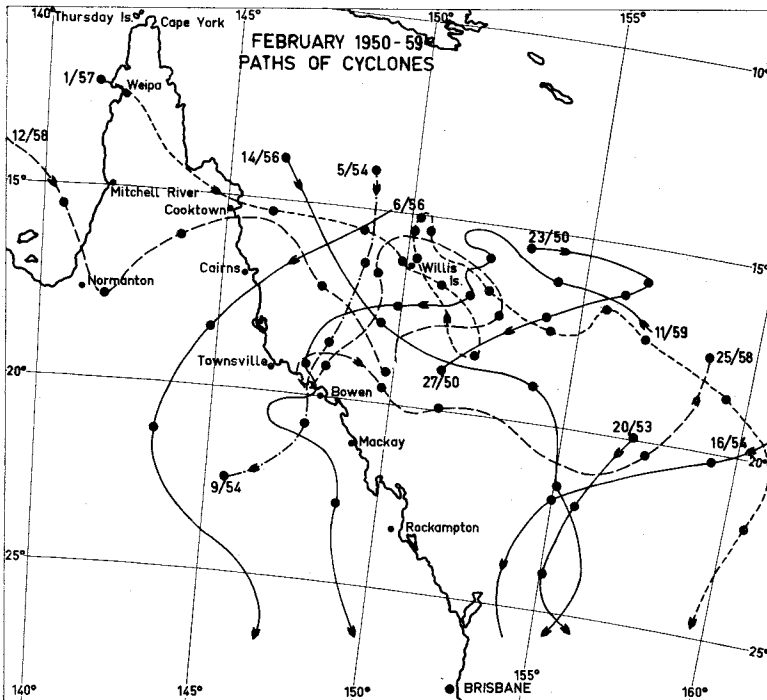 140°
Thursday Is.
Cape York
150°
155°
FEBRUARY 1950-59
PATHS OF CYCLONES
1/57
Weipa
10°
10°
12/58
145°
14/56
5/54
15°
Mitchell River
6/56
Cooktown
23/50
15°
Cairns
Willis
Is.
Normanton
11/59
Townsville
25/58
20°
27/50
Bowen
20/53
16/54
Mackay
20°
9/54
Rockampton
25°
25°
140°
145°
150°
155°
160°
BRISBANE